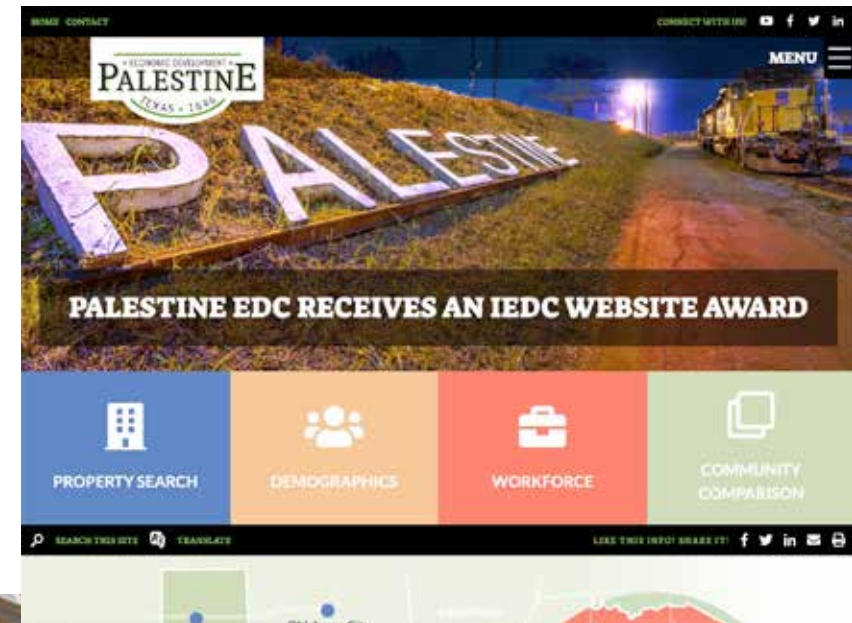 HOME CONTACT
CONNECT WITH US!
MENU
• ECONOMIC DEVELOPMENT •
PALESTINE
TEXAS • 1846
PALESTINE
PALESTINE EDC RECEIVES AN IEDC WEBSITE AWARD
PROPERTY SEARCH
DEMOGRAPHICS
WORKFORCE
COMMUNITY
COMPARISON
SEARCH THIS SITE
TRANSLATE
LIKE THIS INFO? SHARE IT!